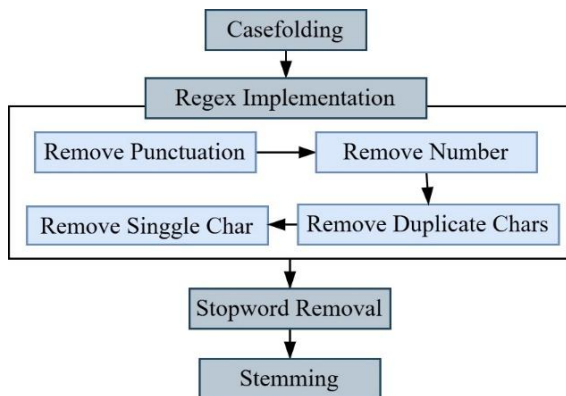 Casefolding
Regex Implementation
Remove Punctuation
Remove Number
Remove Duplicate Chars
Remove Singgle Char
Stopword Removal
Stemming